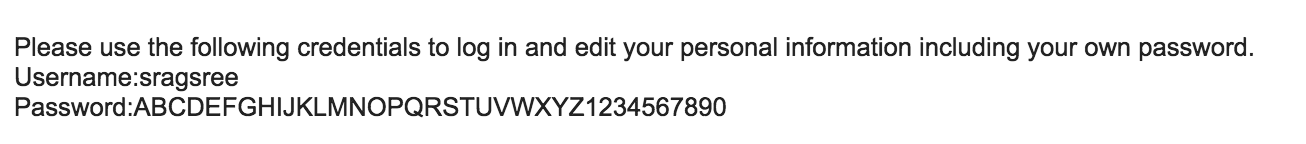 Please use the following credentials to log in and edit your personal information including your own password.
Username:sragsree
Password:ABCDEFGHIJKLMNOPQRSTUVWXYZ1234567890